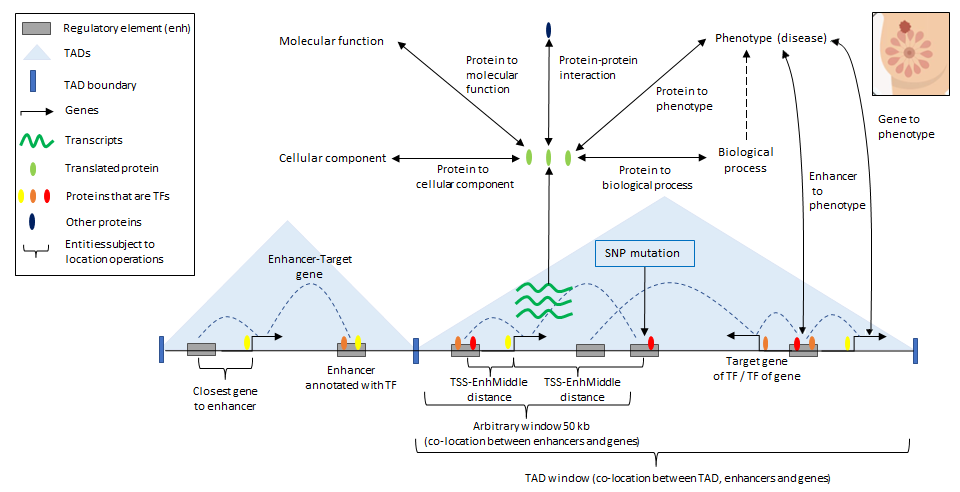 Regulatory element (enh)
TADs
TAD boundary
Genes
Transcripts
Translated protein
Proteins that are TFs
Other proteins
Entities subject to
location operations
Molecular function
Protein to
molecular
function
Protein-protein
interaction
Phenotype (disease)
Protein to
phenotype
Gene to
phenotype
Cellular component
Protein to
cellular component
Protein to
biological process
Biological
process
Enhancer
to
phenotype
Enhancer-Target
gene
SNP mutation
Closest gene
to enhancer
Enhancer
annotated with TF
TSS-EnhMiddle
distance
TSS-EnhMiddle
distance
Target gene
of TF / TF of gene
Arbitrary window 50 kb
(co-location between enhancers and genes)
TAD window (co-location between TAD, enhancers and genes)